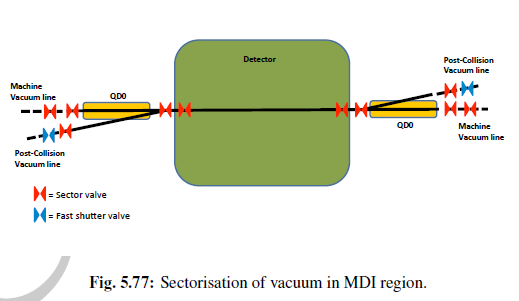 Detector
Post-Collision
Vacuum line
Machine
Vacuum line
QD0
QD0
Machine
Vacuum line
Post-Collision
Vacuum line
= Sector valve
= Fast shutter valve
Fig. 5.77: Sectorisation of vacuum in MDI region.